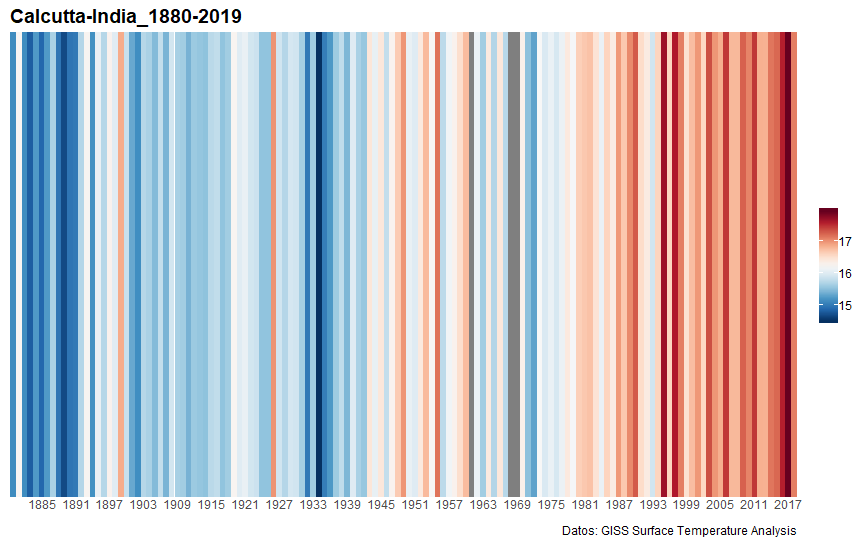 Calcutta-India_1880-2019
17
16
15
1885 1891 1897 1903 1909 1915 1921 1927 1933 1939 1945 1951 1957 1963 1969 1975 1981 1987 1993 1999 2005 2011 2017
Datos: GISS Surface Temperature Analysis